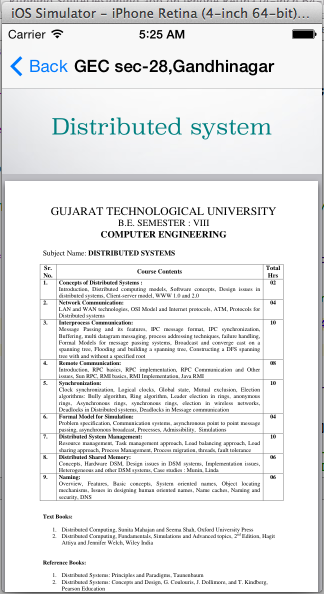 iOS Simulator – iPhone Retina (4-inch 64-bit)...
Carrier 5:25 AM
Back GEC sec-28,Gandhinagar
Distributed system
GUJARAT TECHNOLOGICAL UNIVERSITY
B.E. SEMESTER : VIII
COMPUTER ENGINEERING
Subject Name: DISTRIBUTED SYSTEMS
Sr. No. Course Contents Total Hrs
1. Concepts of Distributed Systems : 02
Introduction, Distributed computing models, Software concepts, Design issues in
distributed systems, Client-server model, WWW 1.0 and 2.0
2. Network Communication: 04
LAN and WAN technologies, OSI Model and Internet protocols, ATM, Protocols for
Distributed systems
3. Interprocess Communication: 10
Message Passing and its features, IPC message format, IPC synchronization,
Buffering, multi datagram messaging, process addressing techniques, failure handling,
Formal Models for message passing systems, Broadcast and converge cast on
a spanning tree, Flooding and building a spanning tree, Constructing a DFS spanning
tree with and without a specified root
4. Remote Communication: 08
Introduction, RPC basics, RPC implementation, RPC Communication and Other
issues, Sun RPC, RMI basics, RMI Implementation, Java RMI
5. Synchronization: 10
Clock synchronization, Logical clocks, Global state, Mutual exclusion, Election
algorithms: Bully algorithm, Ring algorithm, Leader election in rings, anonymous
rings, Asynchronous rings, synchronous rings, election in wireless networks,
Deadlocks in Distributed systems, Deadlocks in Message communication
6. Formal Model for Simulation: 04
Problem specification, Communication systems, asynchronous point to point message
passing, asynchronous broadcast, Processes, Admissibility, Simulations
7. Distributed System Management: 10
Resource management, Task management approach, Load balancing approach, Load
sharing approach, Process Management, Process migration, threads, fault tolerance
8. Distributed Shared Memory: 06
Concepts, Hardware DSM, Design issues in DSM systems, Implementation issues,
Heterogeneous and other DSM systems, Case studies : Munin, Linda
9. Naming: 06
Overview, Features, Basic concepts, System oriented names, Object locating
mechanisms, Issues in designing human oriented names, Name caches, Naming and
security, DNS
Text Books:
1. Distributed Computing, Sunita Mahajan and Seema Shah, Oxford University Press
2. Distributed Computing, Fundamentals, Simulations and Advanced topics, 2nd Edition, Hagit
Attiya and Jennifer Welch, Wiley India
Reference Books:
1. Distributed Systems: Principles and Paradigms, Tanenbaum
2. Distributed Systems: Concepts and Design, G. Coulouris, J. Dollimore, and T. Kindberg,
Pearson Education